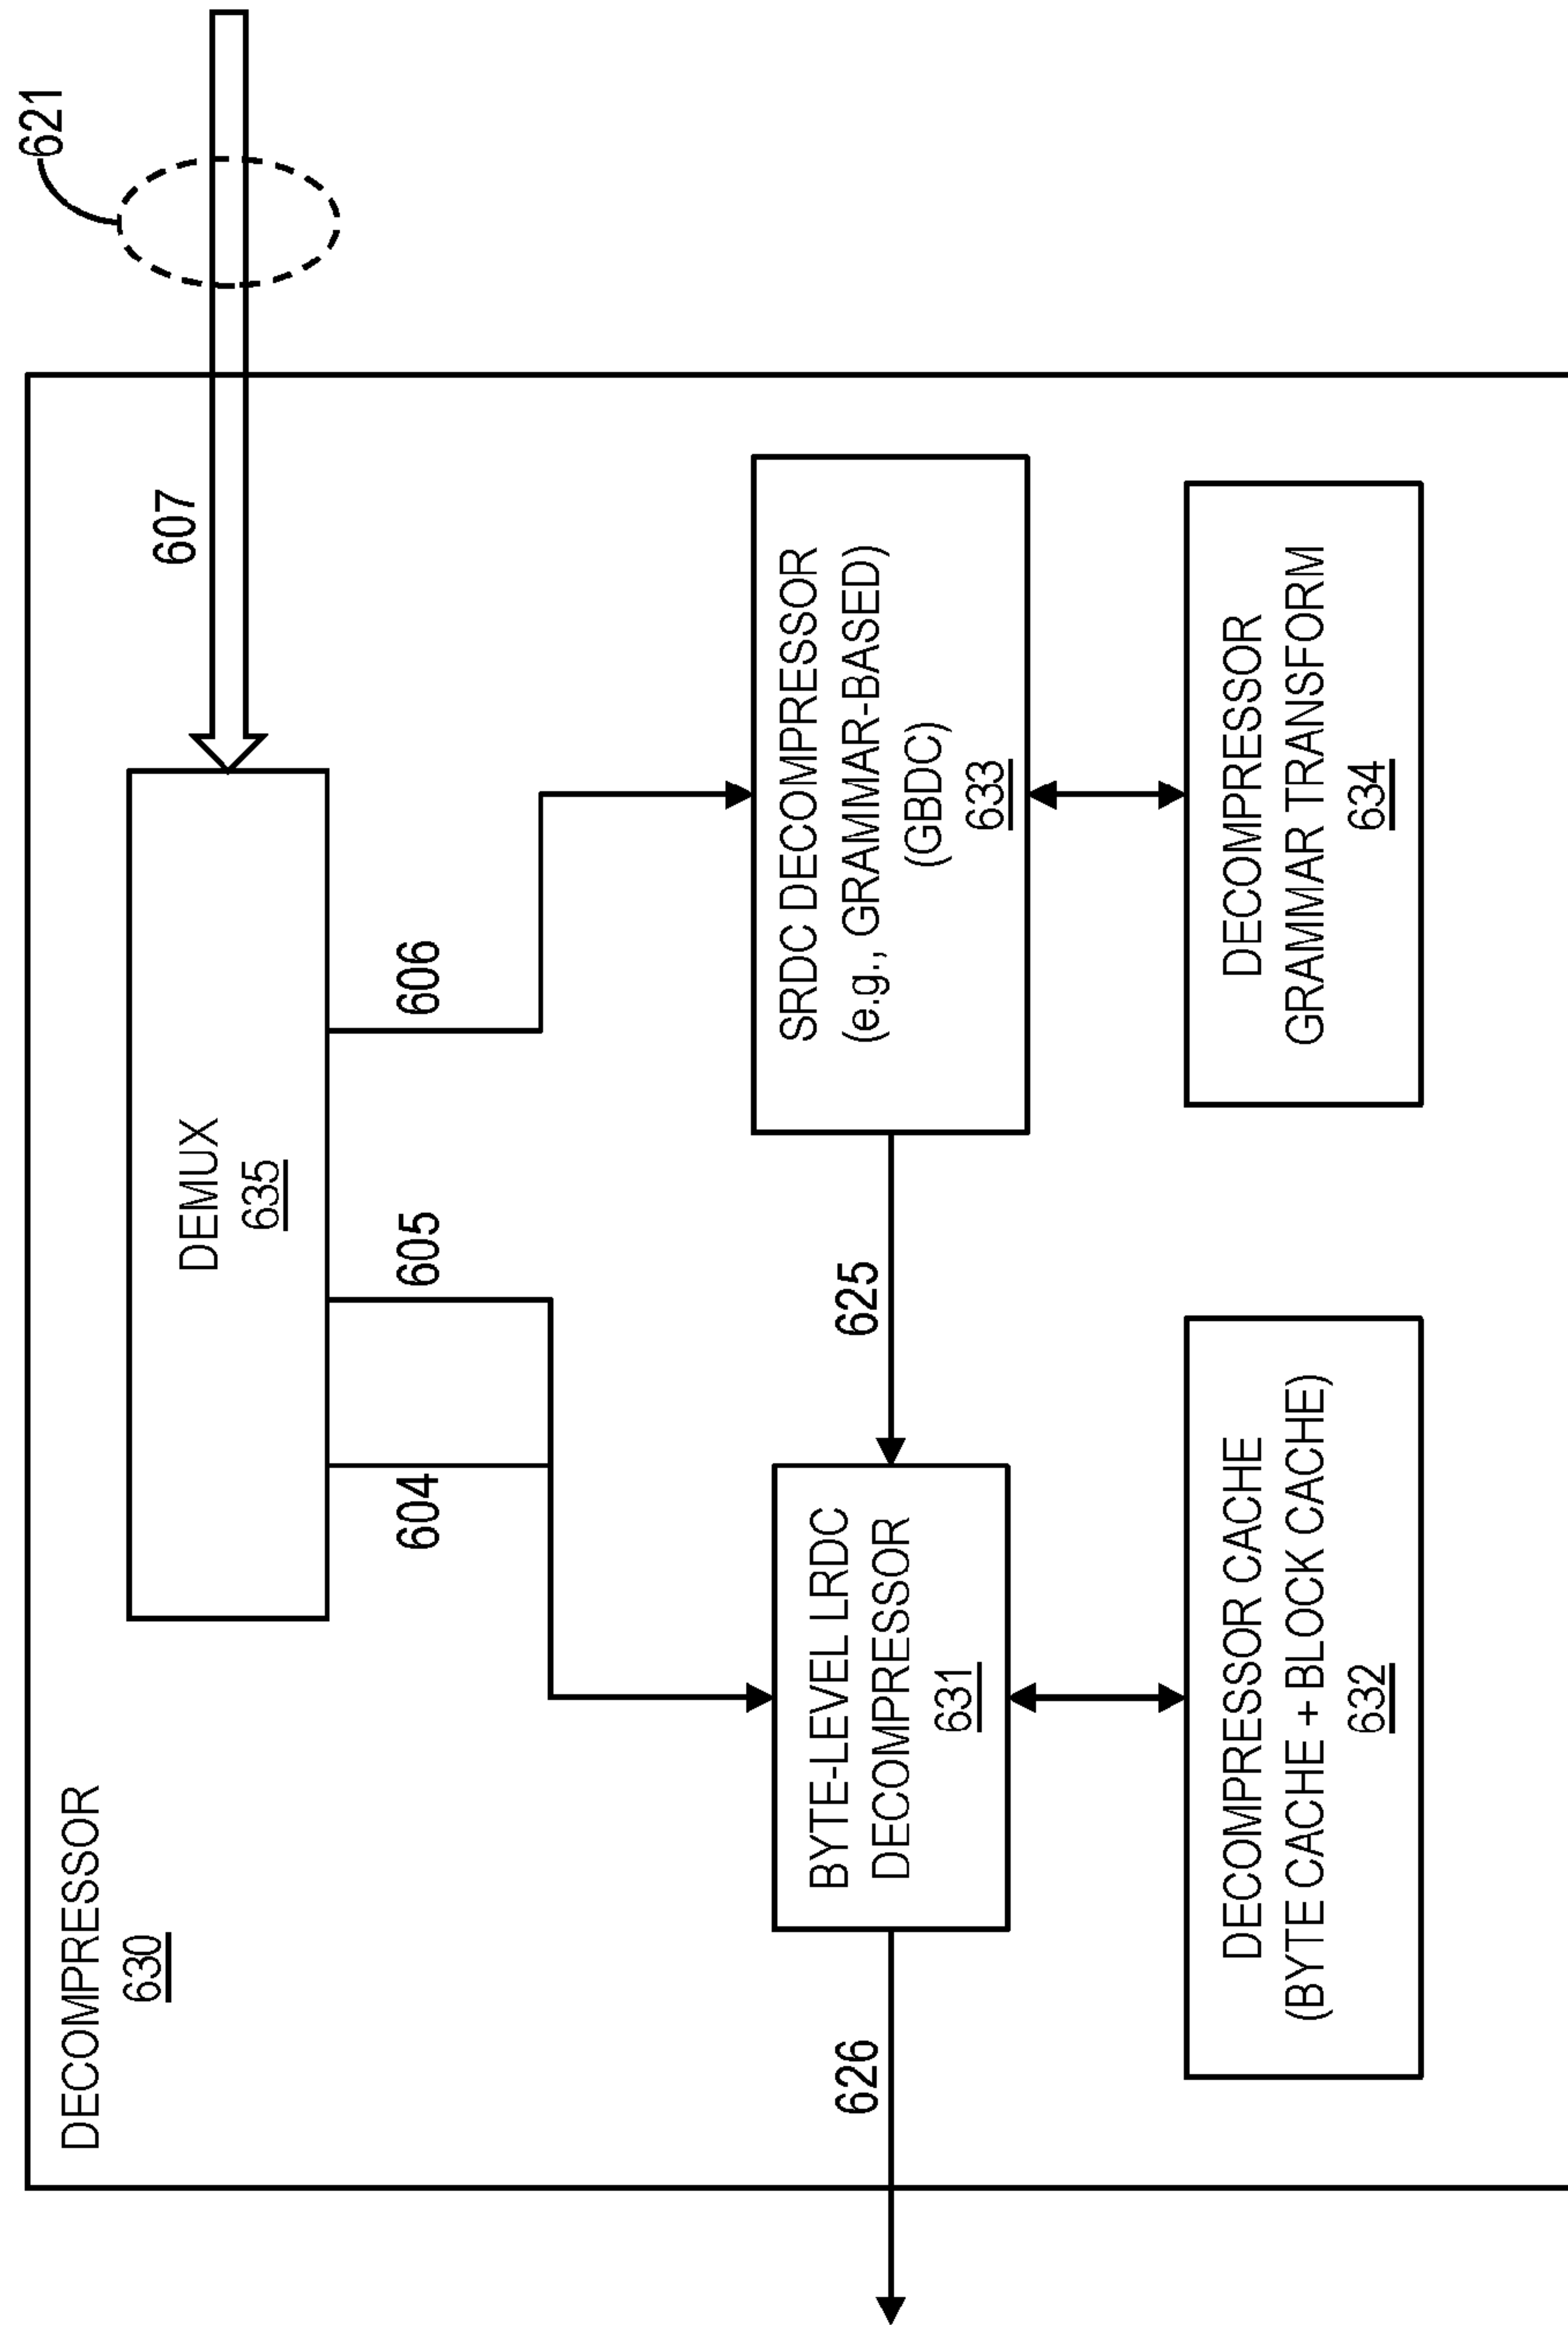 DECOMPRESSOR
630
621
607
DEMUX
635
604
605
606
BYTE-LEVEL LRDC
DECOMPRESSOR
631
625
626
SRDC DECOMPRESSOR
(e.g., GRAMMAR-BASED)
(GBDC)
633
DECOMPRESSOR CACHE
(BYTE CACHE + BLOCK CACHE)
632
DECOMPRESSOR
GRAMMAR TRANSFORM
634